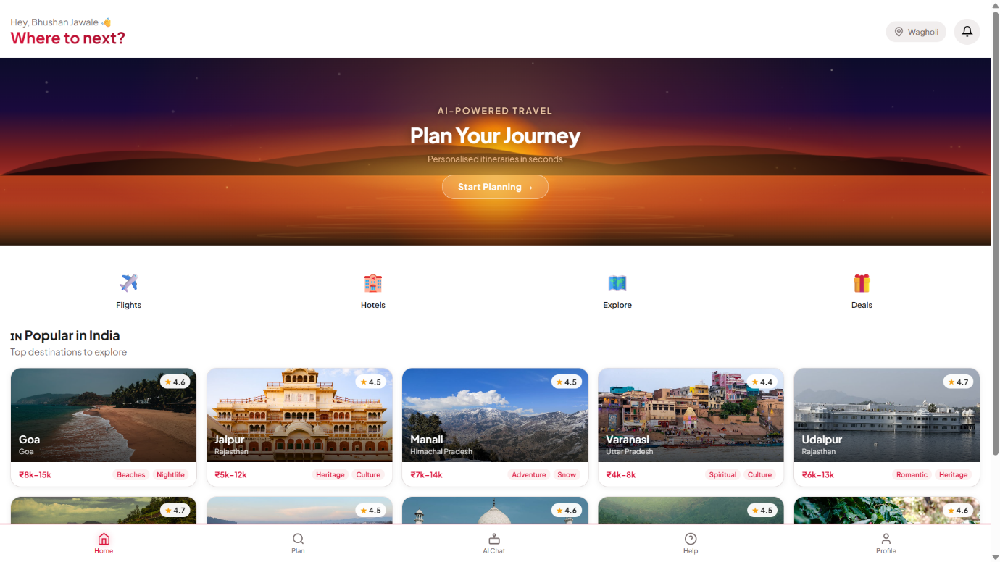 Hey, Bhushan Jawale 👋
Where to next?
Wagholi
AI-POWERED TRAVEL
Plan Your Journey
Personalised itineraries in seconds
Start Planning →
Flights
Hotels
Explore
Deals
IN Popular in India
Top destinations to explore
★ 4.6
Goa
Goa
₹8k–15k
Beaches
Nightlife
★ 4.5
Jaipur
Rajasthan
₹5k–12k
Heritage
Culture
★ 4.5
Manali
Himachal Pradesh
₹7k–14k
Adventure
Snow
★ 4.4
Varanasi
Uttar Pradesh
₹4k–8k
Spiritual
Culture
★ 4.7
Udaipur
Rajasthan
₹6k–13k
Romantic
Heritage
★ 4.7
★ 4.5
★ 4.6
★ 4.5
★ 4.6
Home
Plan
AI Chat
Help
Profile